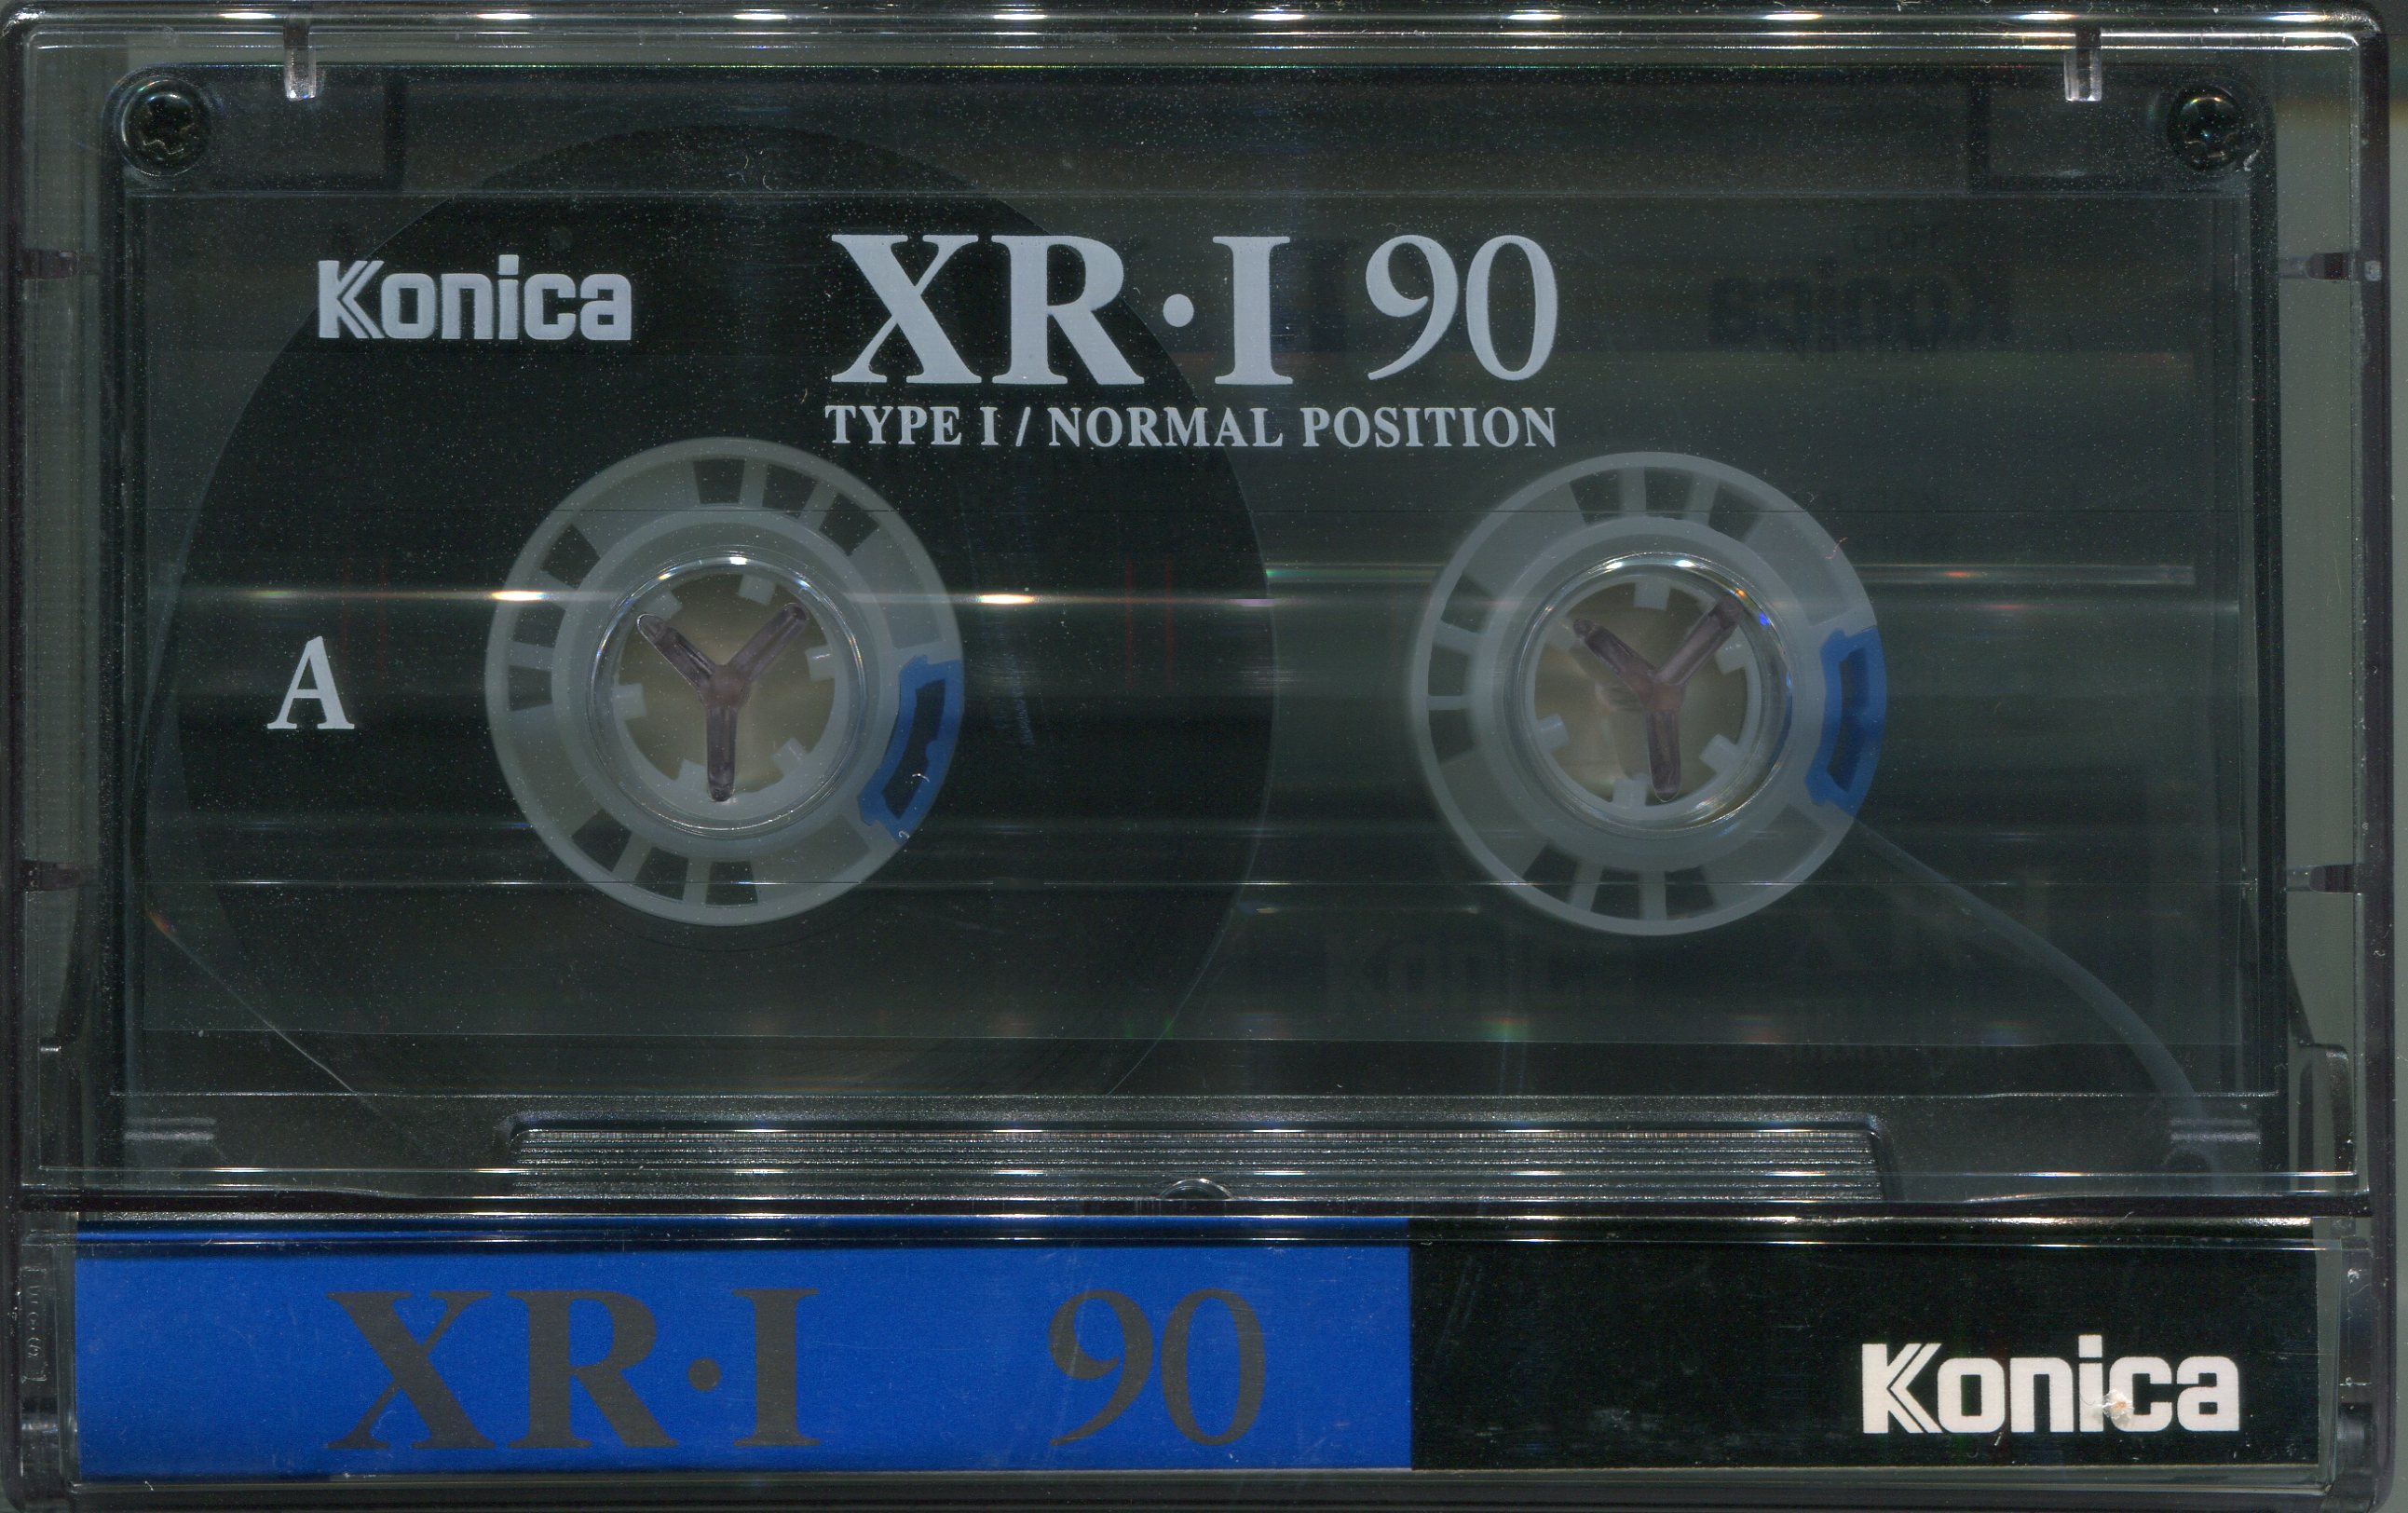 Konica
XR·I 90
TYPE I / NORMAL POSITION
A
XR·I 90
Konica